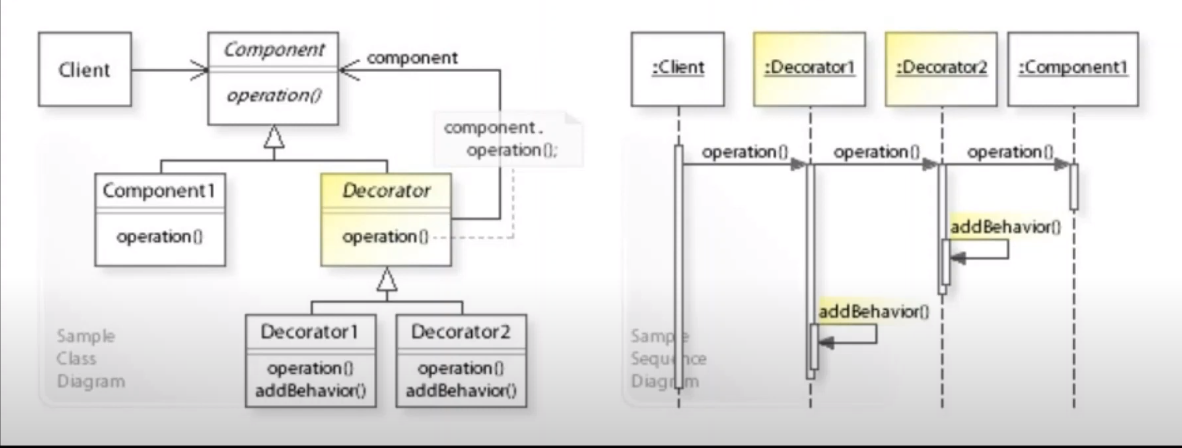 Client
Component
operation()
component
component.
operation();
Component1
operation()
Decorator
operation()
Decorator1
operation()
addBehavior()
Decorator2
operation()
addBehavior()
Sample
Class
Diagram
:Client
:Decorator1
:Decorator2
:Component1
operation()
operation()
operation()
addBehavior()
addBehavior()
Sample
Sequence
Diagram